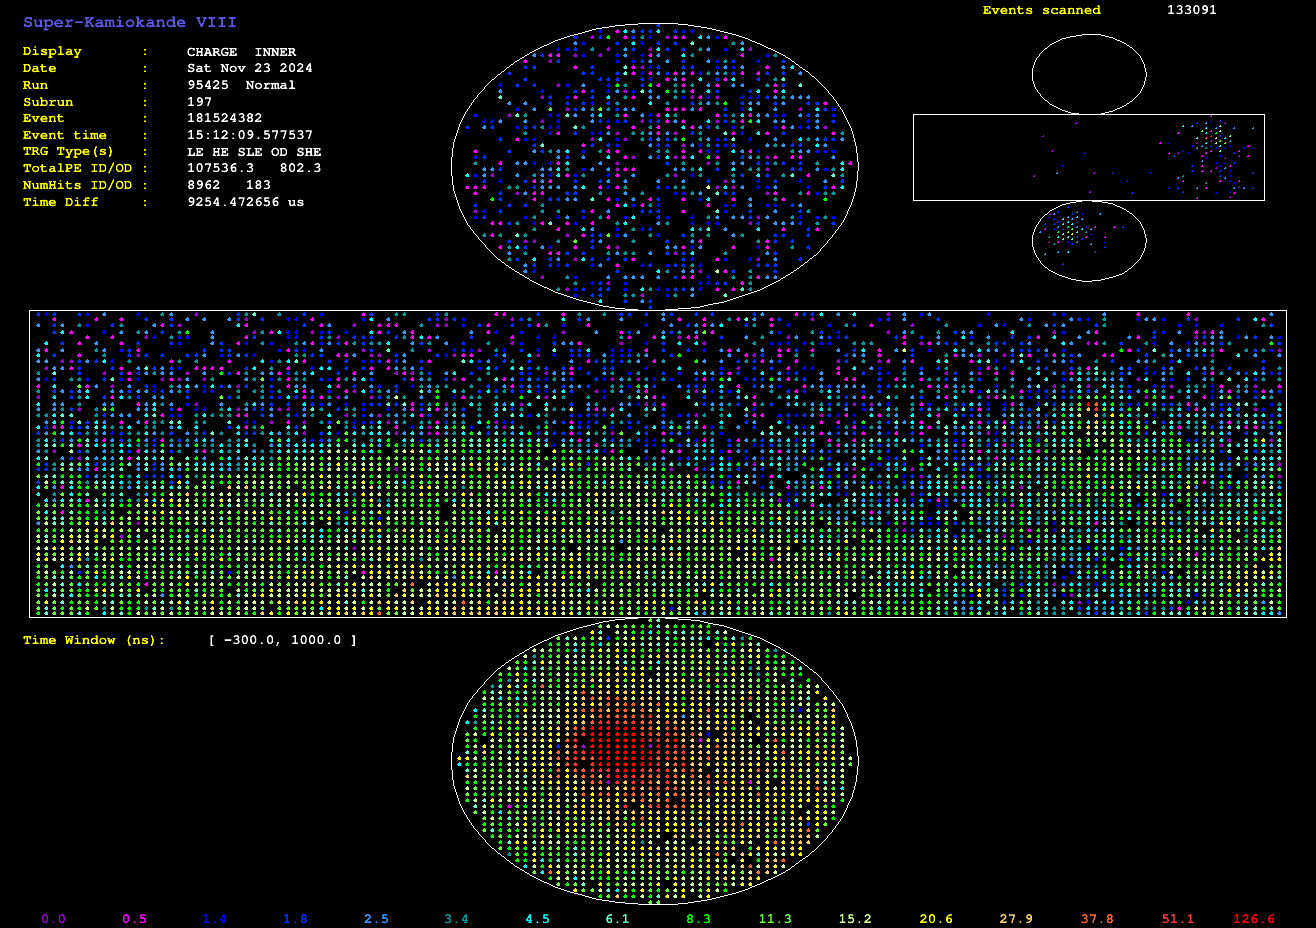 Super-Kamiokande VIII
Events scanned 133091
Display : CHARGE INNER
Date : Sat Nov 23 2024
Run : 95425 Normal
Subrun : 197
Event : 181524382
Event time : 15:12:09.577537
TRG Type(s) : LE HE SLE OD SHE
TotalPE ID/OD : 107536.3 802.3
NumHits ID/OD : 8962 183
Time Diff : 9254.472656 us
Time Window (ns): [ -300.0, 1000.0 ]
0.0 0.5 1.4 1.8 2.5 3.4 4.5 6.1 8.3 11.3 15.2 20.6 27.9 37.8 51.1 126.6